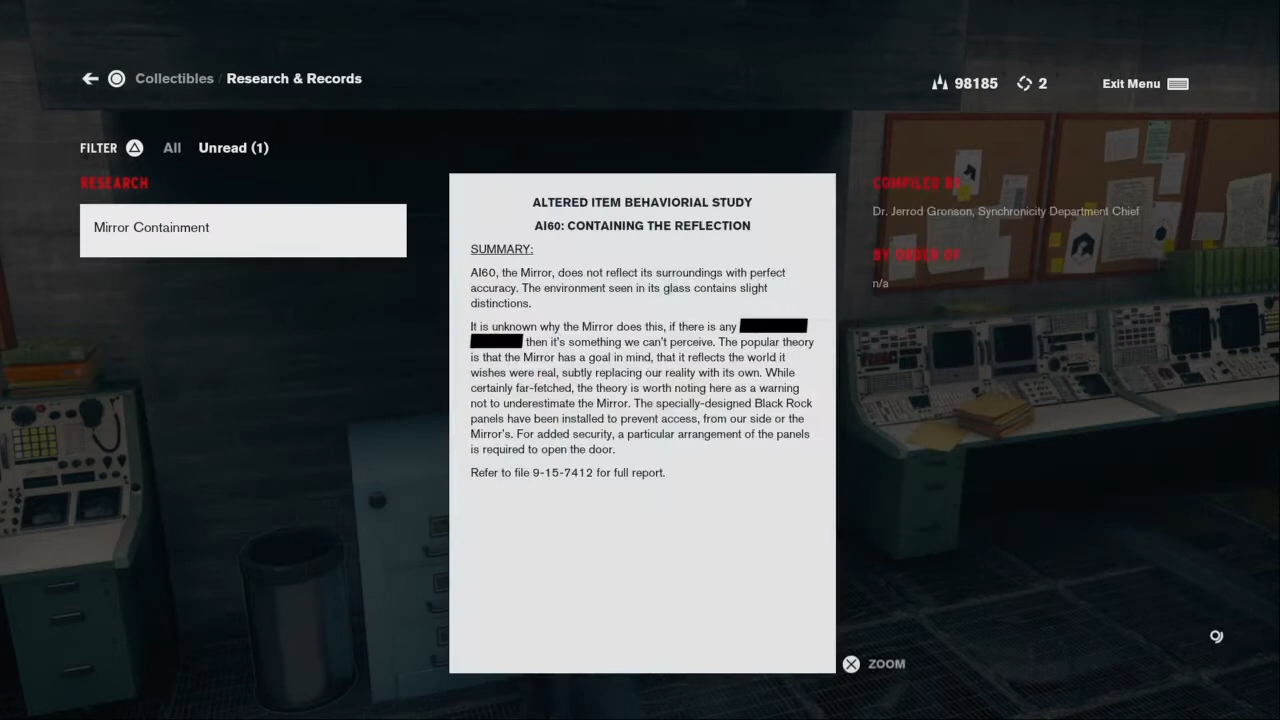 Collectibles / Research & Records
98185
2
Exit Menu
FILTER All Unread (1)
RESEARCH
Mirror Containment
ALTERED ITEM BEHAVIORAL STUDY
AI60: CONTAINING THE REFLECTION
SUMMARY:
AI60, the Mirror, does not reflect its surroundings with perfect
accuracy. The environment seen in its glass contains slight
distinctions.
It is unknown why the Mirror does this, if there is any
then it's something we can't perceive. The popular theory
is that the Mirror has a goal in mind, that it reflects the world it
wishes were real, subtly replacing our reality with its own. While
certainly far-fetched, the theory is worth noting here as a warning
not to underestimate the Mirror. The specially-designed Black Rock
panels have been installed to prevent access, from our side or the
Mirror's. For added security, a particular arrangement of the panels
is required to open the door.
Refer to file 9-15-7412 for full report.
COMPILED BY
Dr. Jerrod Gronson, Synchronicity Department Chief
BY ORDER OF
n/a
ZOOM